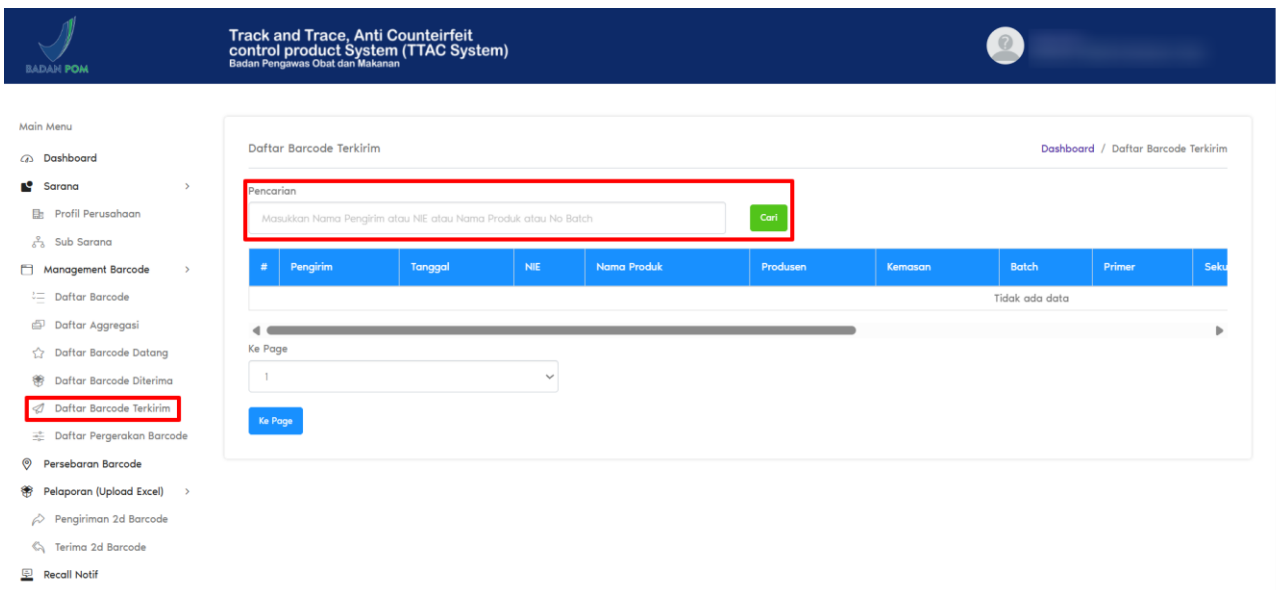 BADAN POM
Track and Trace, Anti Counteirfeit
control product System (TTAC System)
Badan Pengawas Obat dan Makanan
Main Menu
Dashboard
Sarana
Profil Perusahaan
Sub Sarana
Management Barcode
Daftar Barcode
Daftar Aggregasi
Daftar Barcode Datang
Daftar Barcode Diterima
Daftar Barcode Terkirim
Daftar Pergerakan Barcode
Persebaran Barcode
Pelaporan (Upload Excel)
Pengiriman 2d Barcode
Terima 2d Barcode
Recall Notif
Daftar Barcode Terkirim
Dashboard / Daftar Barcode Terkirim
Pencarian
Masukkan Nama Pengirim atau NIE atau Nama Produk atau No Batch
Cari
# Pengirim Tanggal NIE Nama Produk Produsen Kemasan Batch Primer Seku
Tidak ada data
Ke Page
1
Ke Page